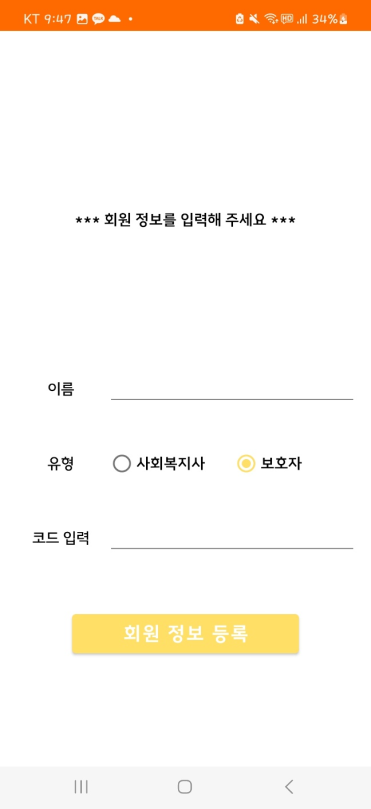 KT 9:47
34%
*** 회원 정보를 입력해 주세요 ***
이름
유형 사회복지사 보호자
코드 입력
회원 정보 등록